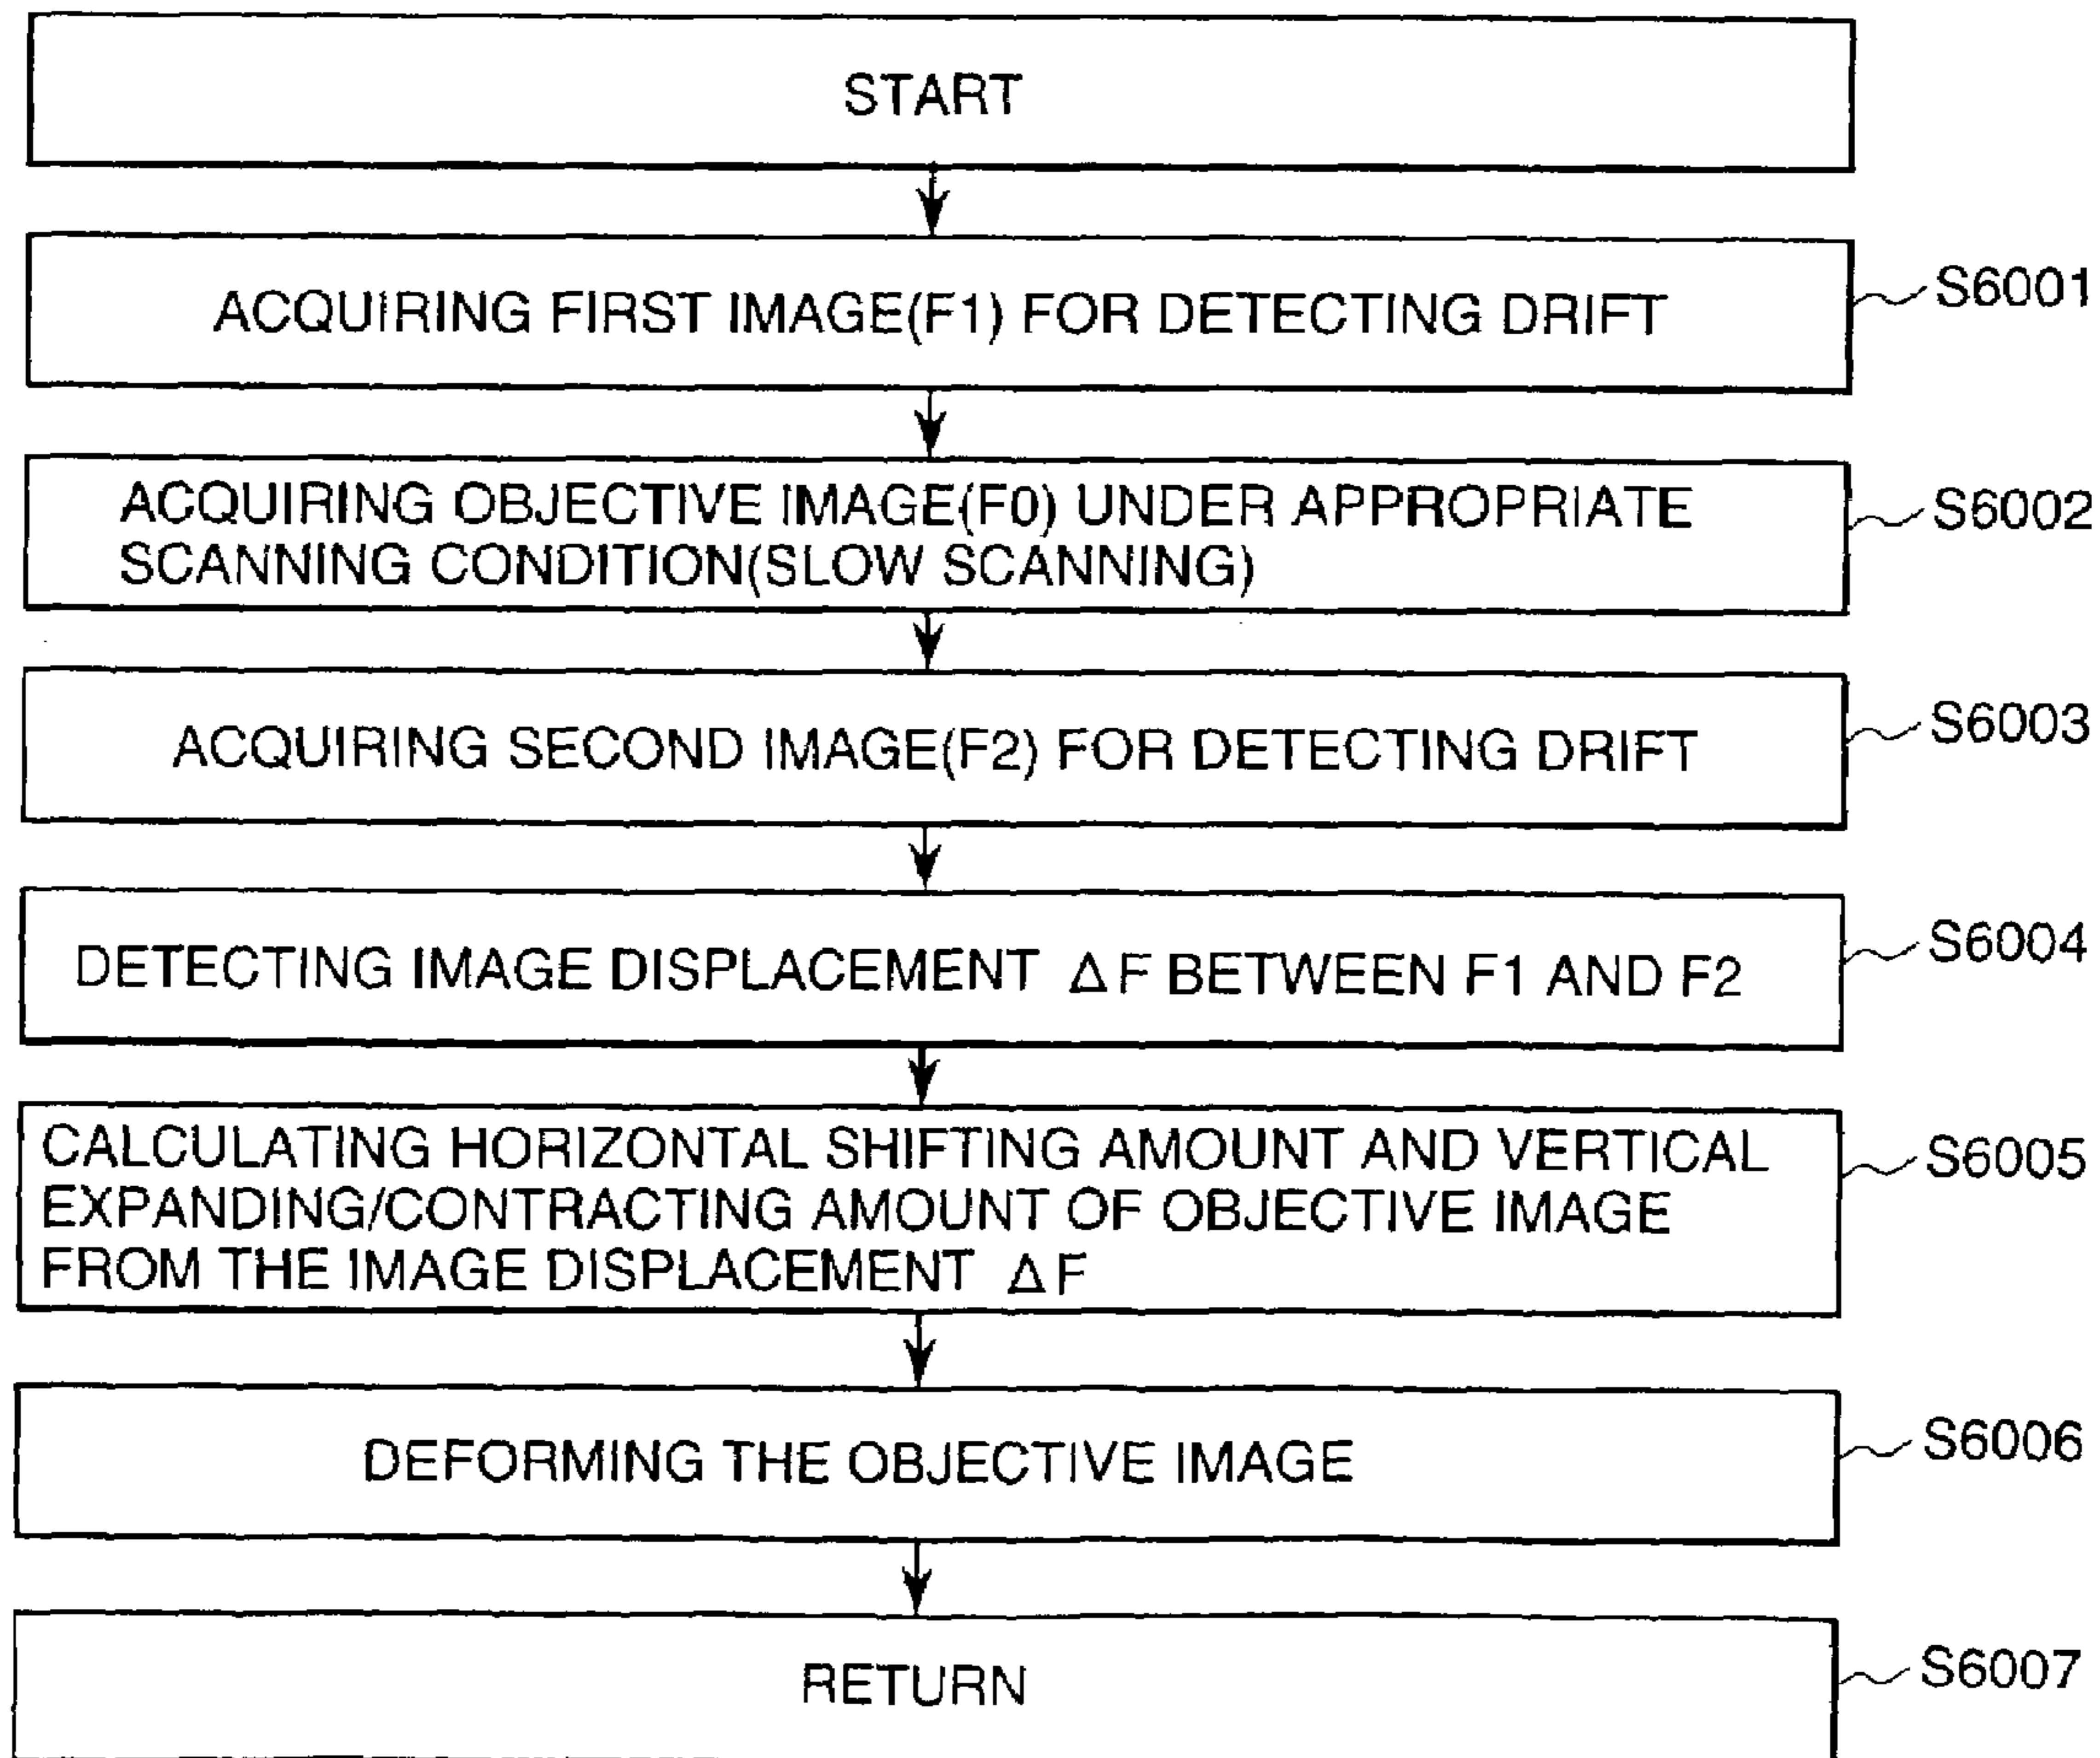 START
ACQUIRING FIRST IMAGE(F1) FOR DETECTING DRIFT
S6001
ACQUIRING OBJECTIVE IMAGE(F0) UNDER APPROPRIATE
SCANNING CONDITION(SLOW SCANNING)
S6002
ACQUIRING SECOND IMAGE(F2) FOR DETECTING DRIFT
S6003
DETECTING IMAGE DISPLACEMENT ΔF BETWEEN F1 AND F2
S6004
CALCULATING HORIZONTAL SHIFTING AMOUNT AND VERTICAL
EXPANDING/CONTRACTING AMOUNT OF OBJECTIVE IMAGE
FROM THE IMAGE DISPLACEMENT ΔF
S6005
DEFORMING THE OBJECTIVE IMAGE
S6006
RETURN
S6007